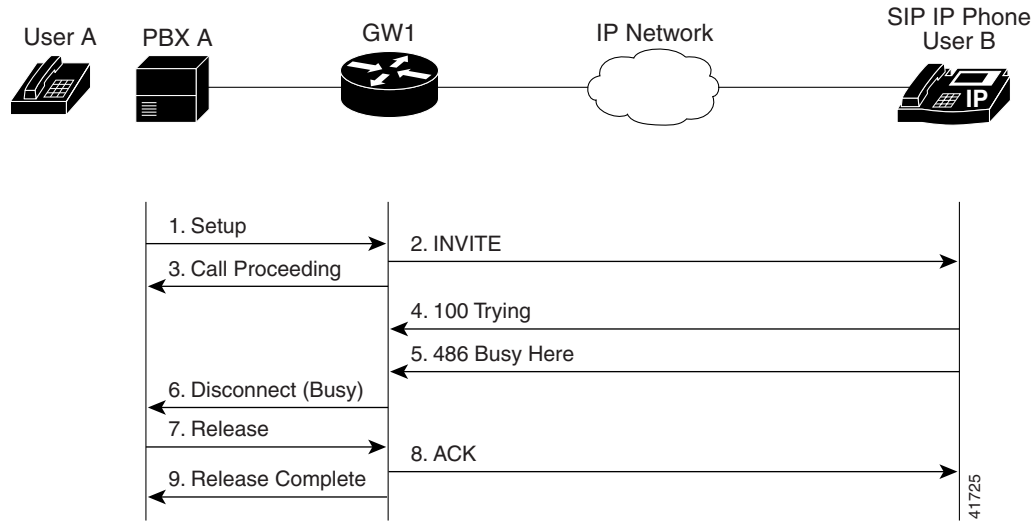 User A
PBX A
GW1
IP Network
SIP IP Phone
User B
IP
1. Setup
2. INVITE
3. Call Proceeding
4. 100 Trying
5. 486 Busy Here
6. Disconnect (Busy)
7. Release
8. ACK
9. Release Complete
41725